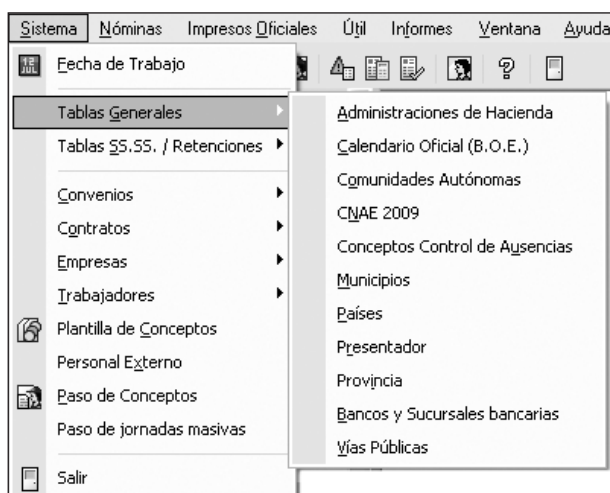 Sistema Nóminas Impresos Oficiales Útil Informes Ventana Ayuda
12
JUL
Fecha de Trabajo
Tablas Generales
Tablas SS.SS. / Retenciones
Convenios
Contratos
Empresas
Trabajadores
Plantilla de Conceptos
Personal Externo
Paso de Conceptos
Paso de jornadas masivas
Salir
Administraciones de Hacienda
Calendario Oficial (B.O.E.)
Comunidades Autónomas
CNAE 2009
Conceptos Control de Ausencias
Municipios
Países
Presentador
Provincia
Bancos y Sucursales bancarias
Vías Públicas